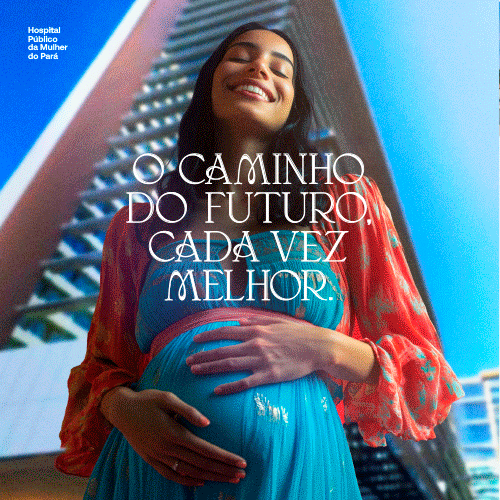 Hospital
Público
da Mulher
do Pará
O CAMINHO
DO FUTURO,
CADA VEZ
MELHOR.